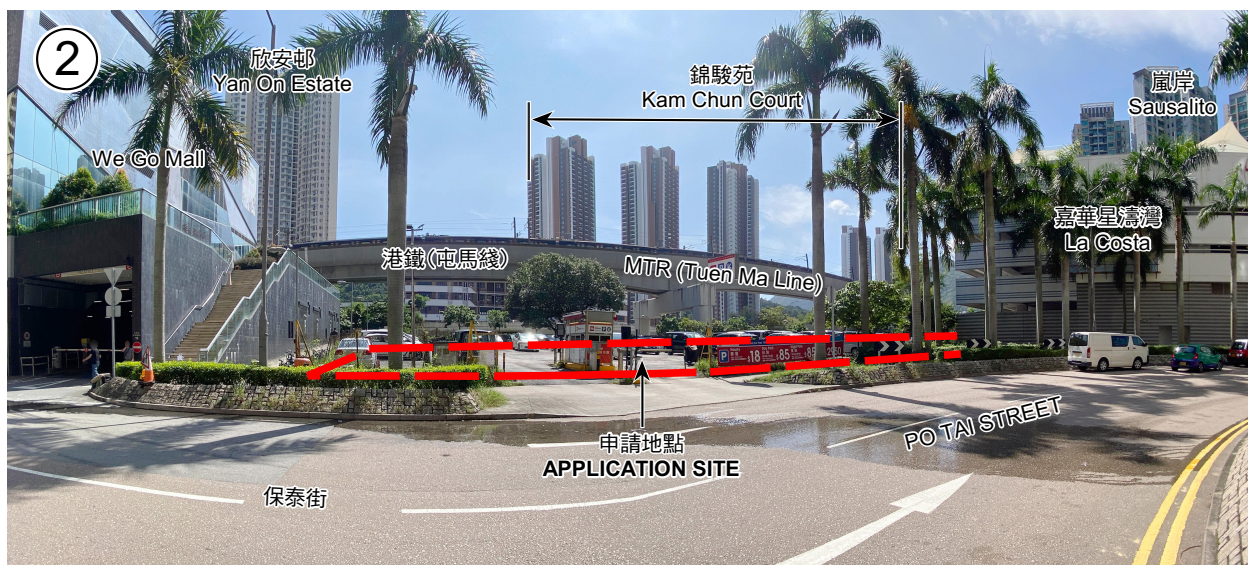 2
欣安邨
Yan On Estate
錦駿苑
Kam Chun Court
嵐岸
Sausalito
We Go Mall
嘉華星濤灣
La Costa
港鐵 (屯馬綫)
MTR (Tuen Ma Line)
P
$18
$85
申請地點
APPLICATION SITE
PO TAI STREET
保泰街